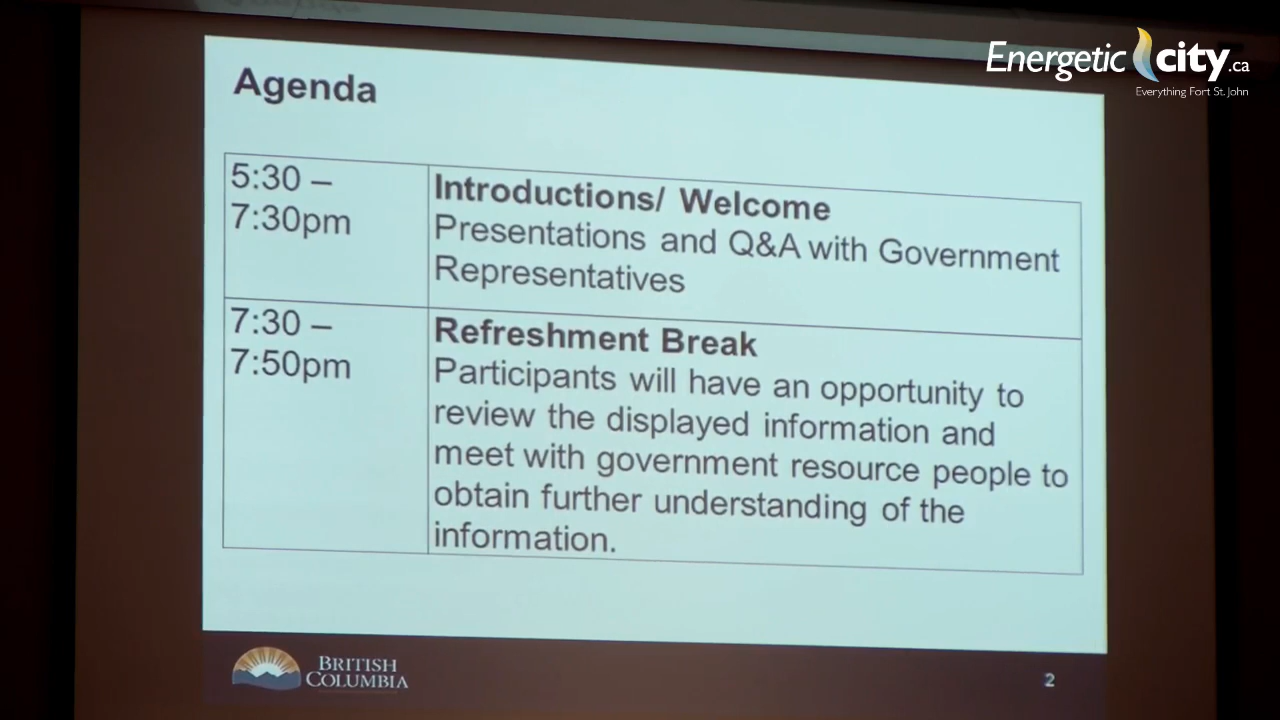 Energetic city.ca
Everything Fort St. John
Agenda
5:30 –
7:30pm
Introductions/ Welcome
Presentations and Q&A with Government
Representatives
7:30 –
7:50pm
Refreshment Break
Participants will have an opportunity to
review the displayed information and
meet with government resource people to
obtain further understanding of the
information.
BRITISH
COLUMBIA
2